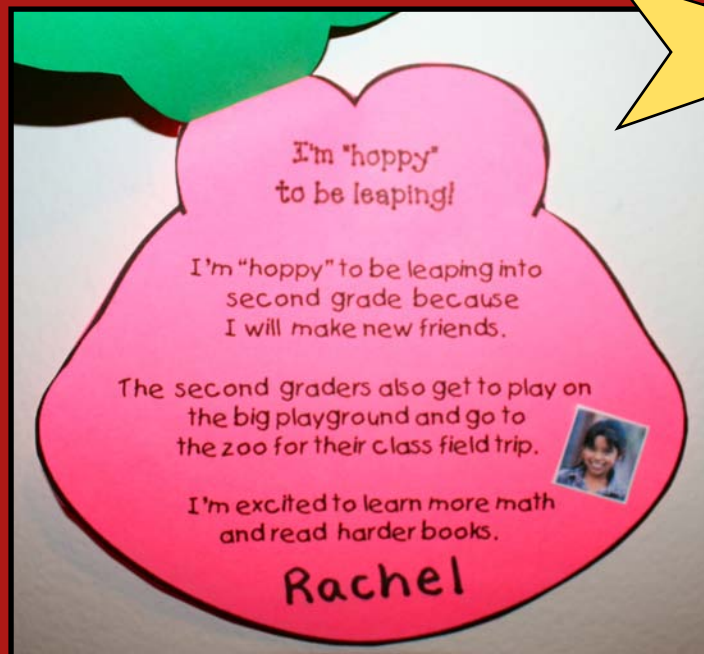 I'm "hoppy"
to be leaping!
I'm "hoppy" to be leaping into
second grade because
I will make new friends.
The second graders also get to play on
the big playground and go to
the zoo for their class field trip.
I'm excited to learn more math
and read harder books.
Rachel